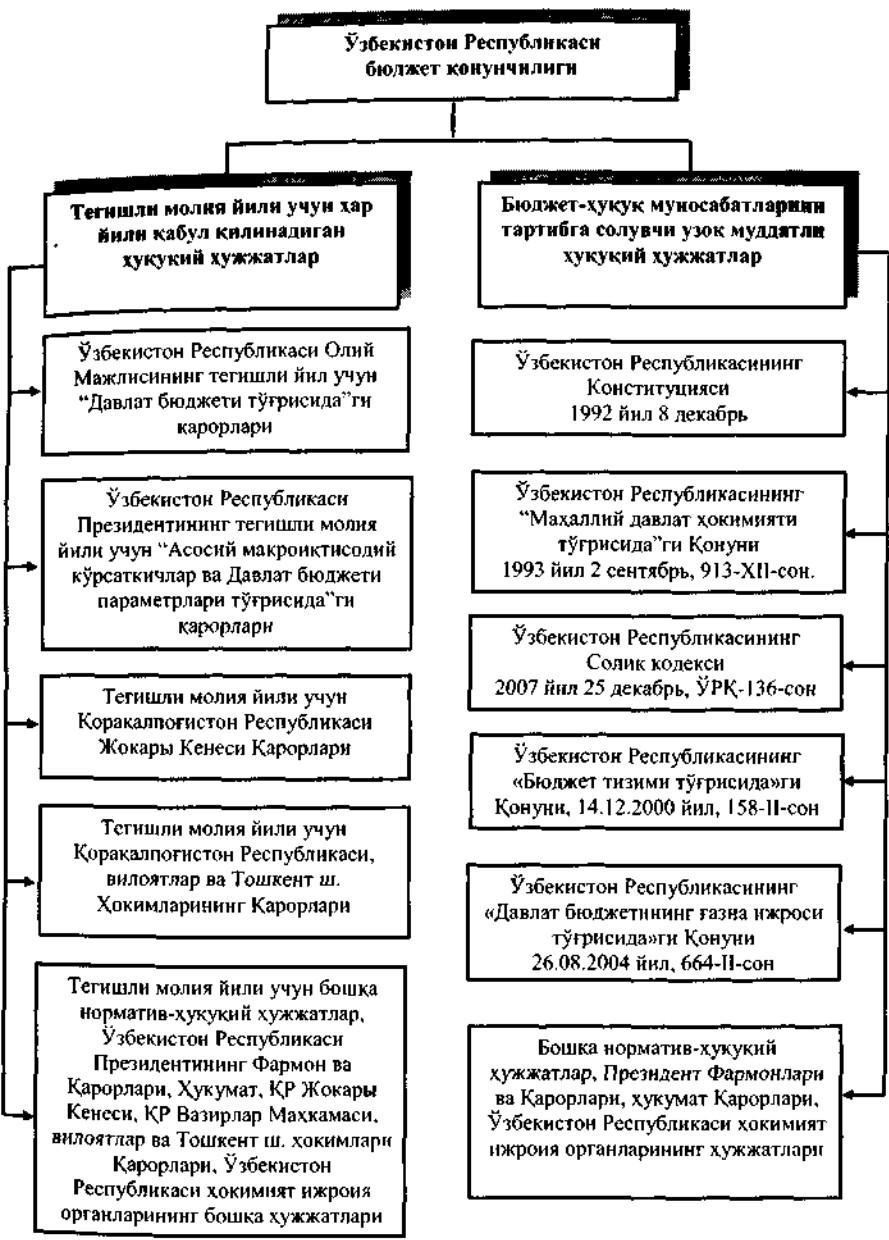 Ўзбекистон Республикаси
бюджет қонунчилиги
Тегишли молия йили учун ҳар
йили қабул қилинадиган
ҳуқуқий ҳужжатлар
Ўзбекистон Республикаси Олий
Мажлисининг тегишли йил учун
“Давлат бюджети тўғрисида”ги
қарорлари
Ўзбекистон Республикаси
Президентининг тегишли молия
йили учун “Асосий макроиқтисодий
кўрсаткичлар ва Давлат бюджети
параметрлари тўғрисида”ги
қарорлари
Тегишли молия йили учун
Қорақалпоғистон Республикаси
Жокары Кенеси Қарорлари
Тегишли молия йили учун
Қорақалпоғистон Республикаси,
вилоятлар ва Тошкент ш.
Ҳокимларининг Қарорлари
Тегишли молия йили учун бошқа
норматив-ҳуқуқий ҳужжатлар,
Ўзбекистон Республикаси
Президентининг Фармон ва
Қарорлари, Ҳукумат, ҚР Жокары
Кенеси, ҚР Вазирлар Маҳкамаси,
вилоятлар ва Тошкент ш. ҳокимлари
Қарорлари, Ўзбекистон
Республикаси ҳокимият ижроия
органларининг бошқа ҳужжатлари
Бюджет-ҳуқуқ муносабатларини
тартибга солувчи узоқ муддатли
ҳуқуқий ҳужжатлар
Ўзбекистон Республикасининг
Конституцияси
1992 йил 8 декабрь
Ўзбекистон Республикасининг
“Маҳаллий давлат ҳокимияти
тўғрисида”ги Қонуни
1993 йил 2 сентябрь, 913-XII-сон.
Ўзбекистон Республикасининг
Солиқ кодекси
2007 йил 25 декабрь, ЎРҚ-136-сон
Ўзбекистон Республикасининг
«Бюджет тизими тўғрисида»ги
Қонуни, 14.12.2000 йил, 158-II-сон
Ўзбекистон Республикасининг
«Давлат бюджетининг ғазна ижроси
тўғрисида»ги Қонуни
26.08.2004 йил, 664-II-сон
Бошқа норматив-ҳуқуқий
ҳужжатлар, Президент Фармонлари
ва Қарорлари, ҳукумат Қарорлари,
Ўзбекистон Республикаси ҳокимият
ижроия органларининг ҳужжатлари